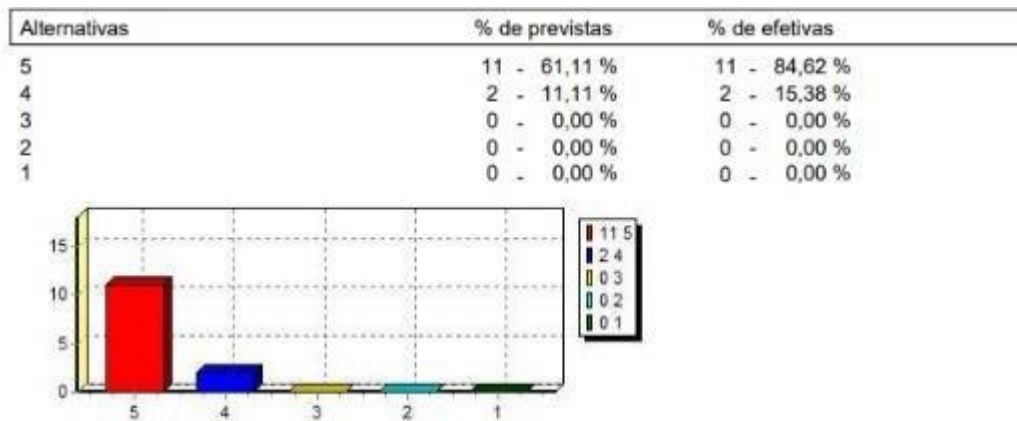 Alternativas % de previstas % de efetivas
5 11 - 61,11 % 11 - 84,62 %
4 2 - 11,11 % 2 - 15,38 %
3 0 - 0,00 % 0 - 0,00 %
2 0 - 0,00 % 0 - 0,00 %
1 0 - 0,00 % 0 - 0,00 %
15
10
5
0
5 4 3 2 1
11 5
2 4
0 3
0 2
0 1